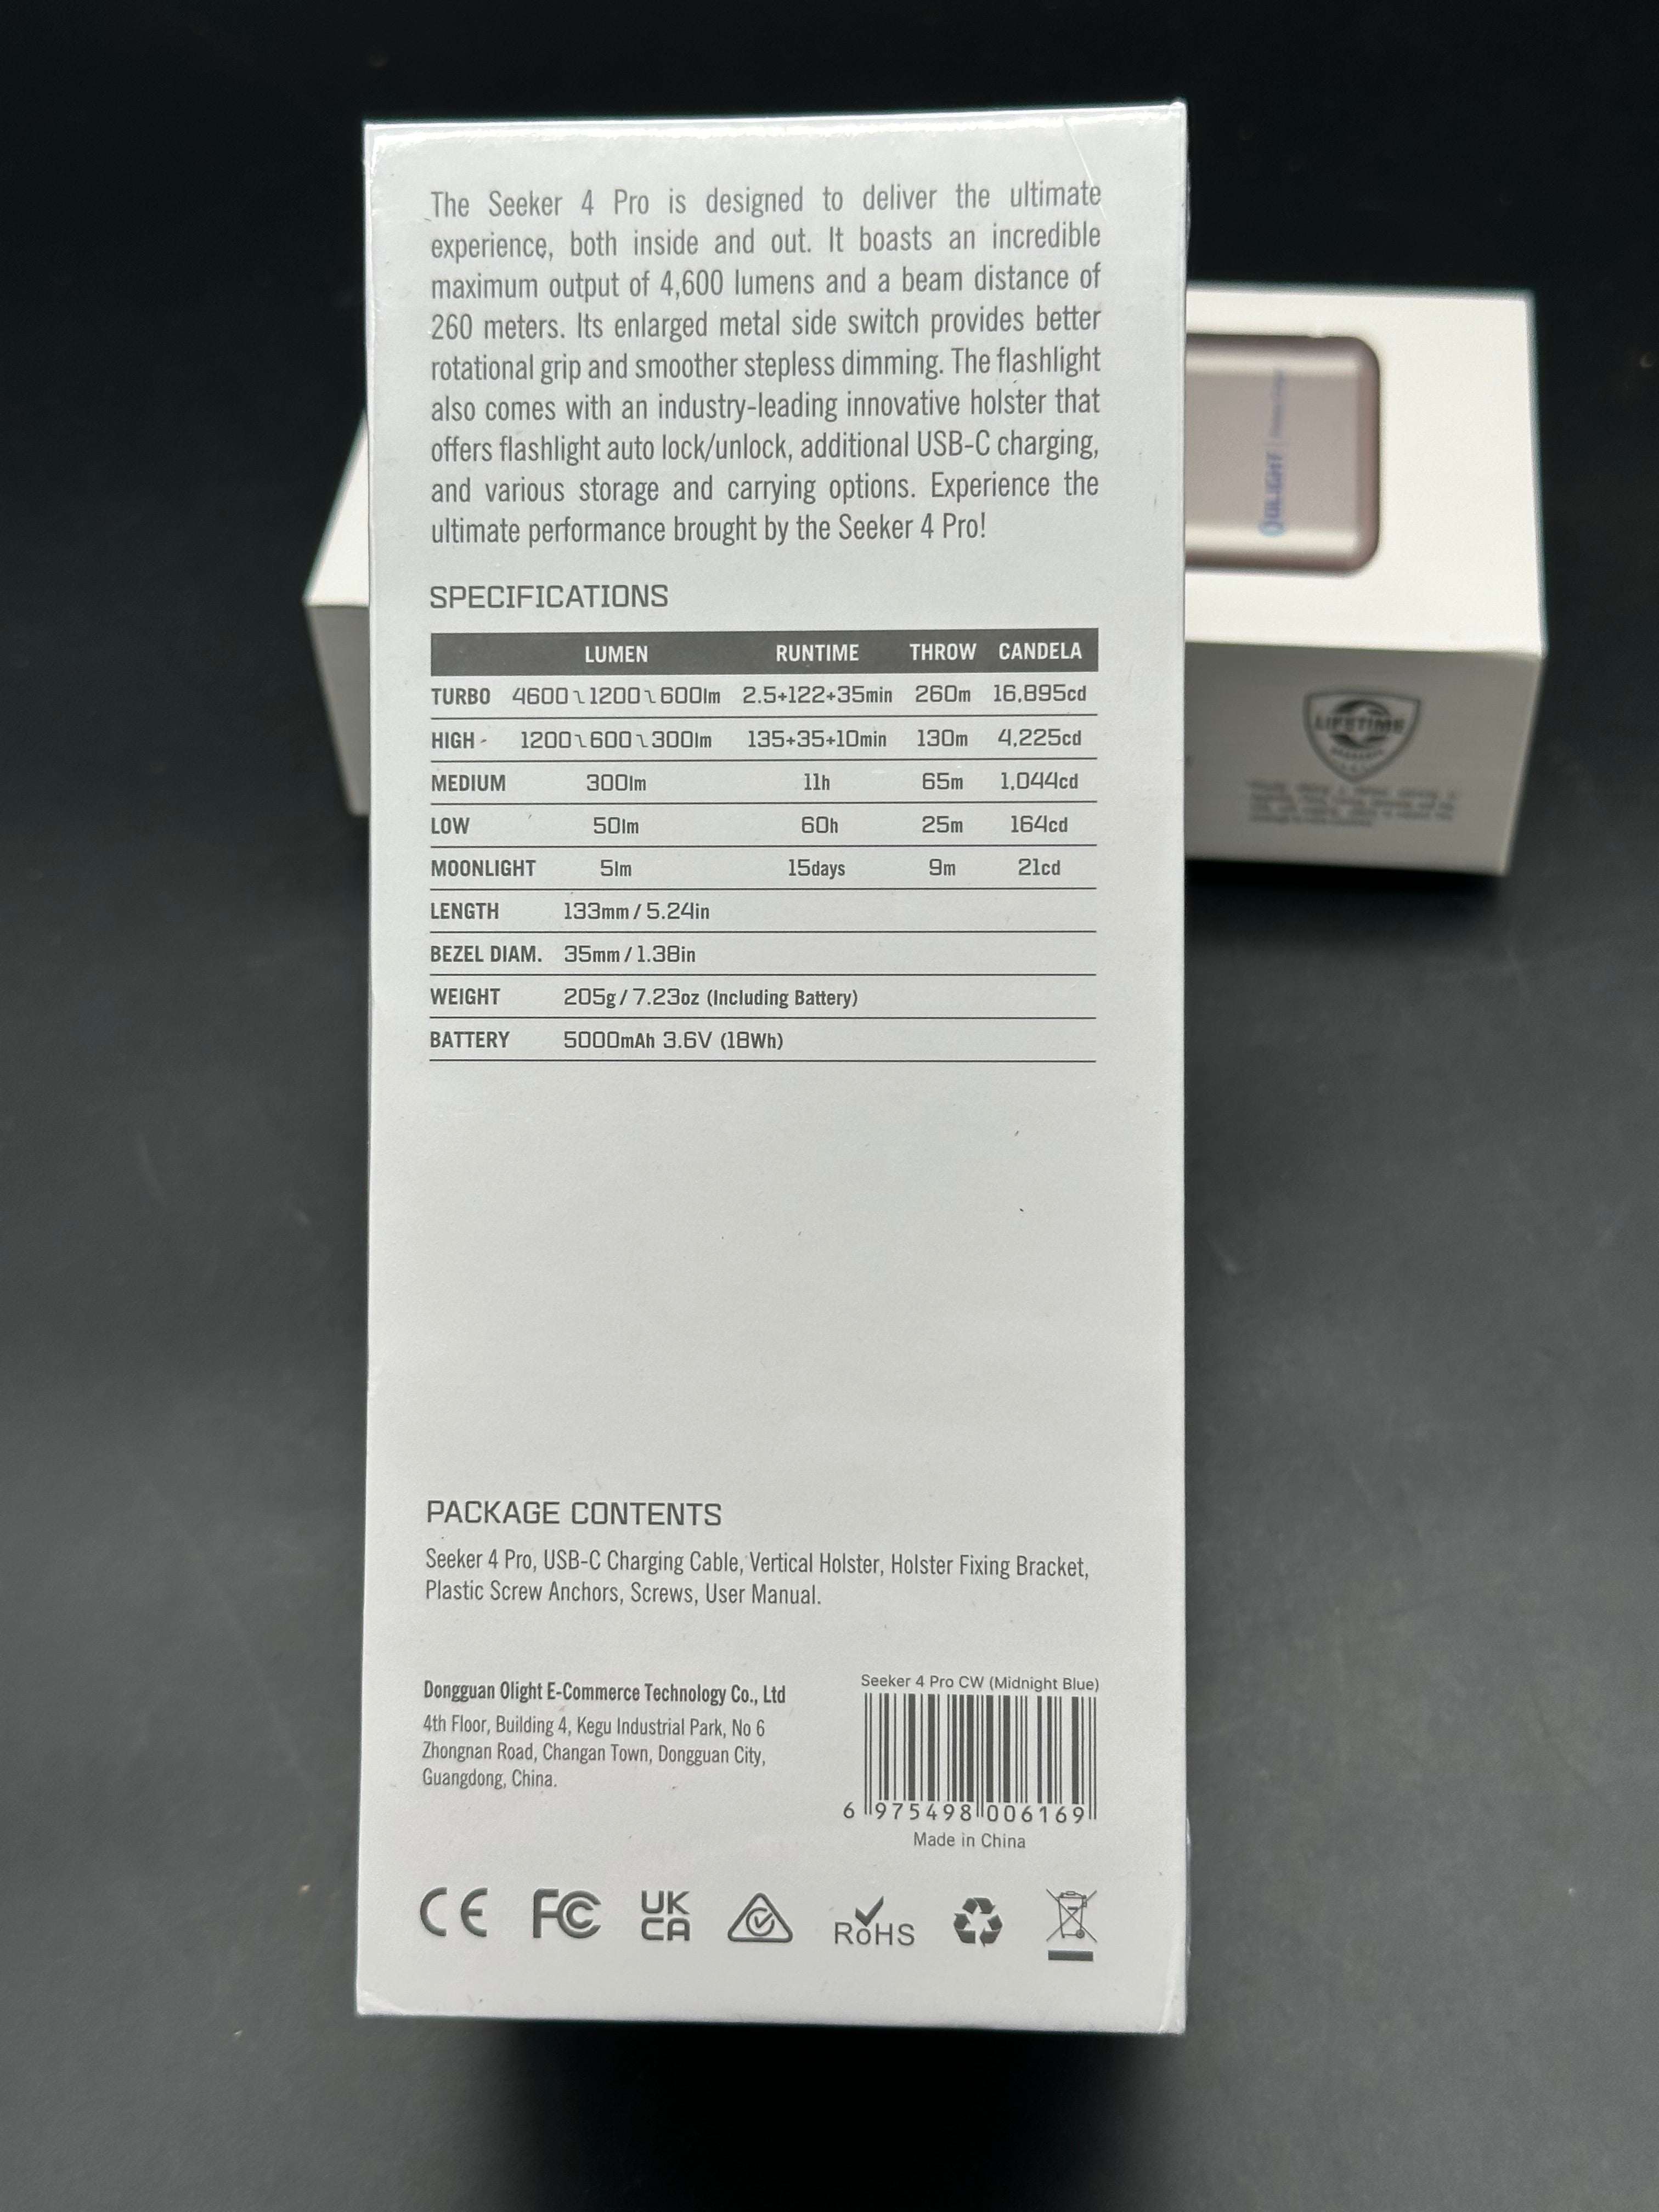 The Seeker 4 Pro is designed to deliver the ultimate
experience, both inside and out. It boasts an incredible
maximum output of 4,600 lumens and a beam distance of
260 meters. Its enlarged metal side switch provides better
rotational grip and smoother stepless dimming. The flashlight
also comes with an industry-leading innovative holster that
offers flashlight auto lock/unlock, additional USB-C charging,
and various storage and carrying options. Experience the
ultimate performance brought by the Seeker 4 Pro!
SPECIFICATIONS
LUMEN RUNTIME THROW CANDELA
TURBO 4600~1200~600lm 2.5+122+35min 260m 16,895cd
HIGH 1200~600~300lm 135+35+10min 130m 4,225cd
MEDIUM 300lm 11h 65m 1,044cd
LOW 50lm 60h 25m 164cd
MOONLIGHT 5lm 15days 9m 21cd
LENGTH 133mm / 5.24in
BEZEL DIAM. 35mm / 1.38in
WEIGHT 205g / 7.23oz (Including Battery)
BATTERY 5000mAh 3.6V (18Wh)
PACKAGE CONTENTS
Seeker 4 Pro, USB-C Charging Cable, Vertical Holster, Holster Fixing Bracket,
Plastic Screw Anchors, Screws, User Manual.
Dongguan Olight E-Commerce Technology Co., Ltd
4th Floor, Building 4, Kegu Industrial Park, No 6
Zhongnan Road, Changan Town, Dongguan City,
Guangdong, China.
Seeker 4 Pro CW (Midnight Blue)
6 975498 006169
Made in China
CE FC UK CA RoHS
OLIGHT
LIFETIME